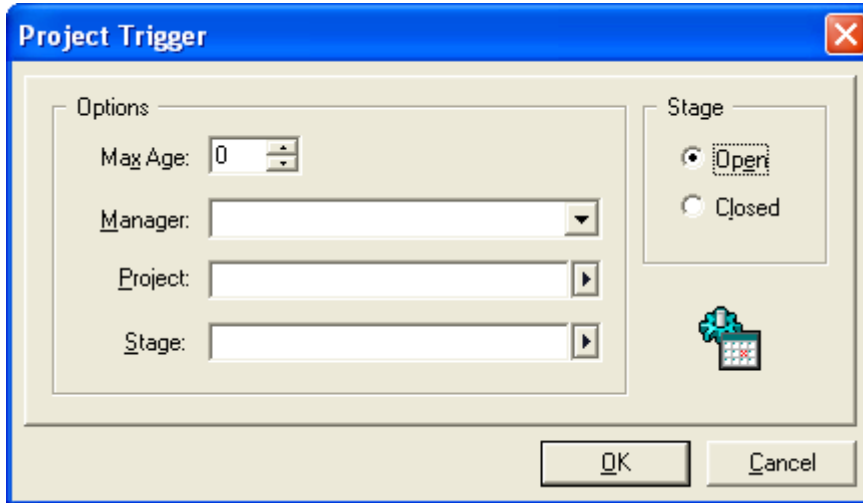 Project Trigger
Options
Max Age: 0
Manager:
Project:
Stage:
Stage
Open
Closed
OK Cancel